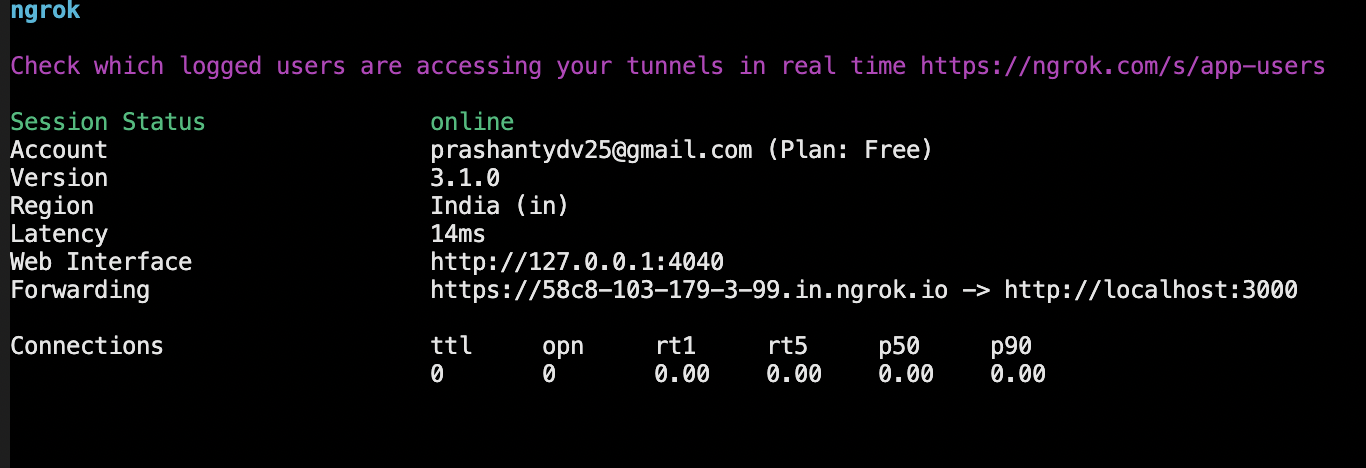 ngrok
Check which logged users are accessing your tunnels in real time https://ngrok.com/s/app-users
Session Status online
Account prashantydv25@gmail.com (Plan: Free)
Version 3.1.0
Region India (in)
Latency 14ms
Web Interface http://127.0.0.1:4040
Forwarding https://58c8-103-179-3-99.in.ngrok.io -> http://localhost:3000
Connections ttl opn rt1 rt5 p50 p90
0 0 0.00 0.00 0.00 0.00